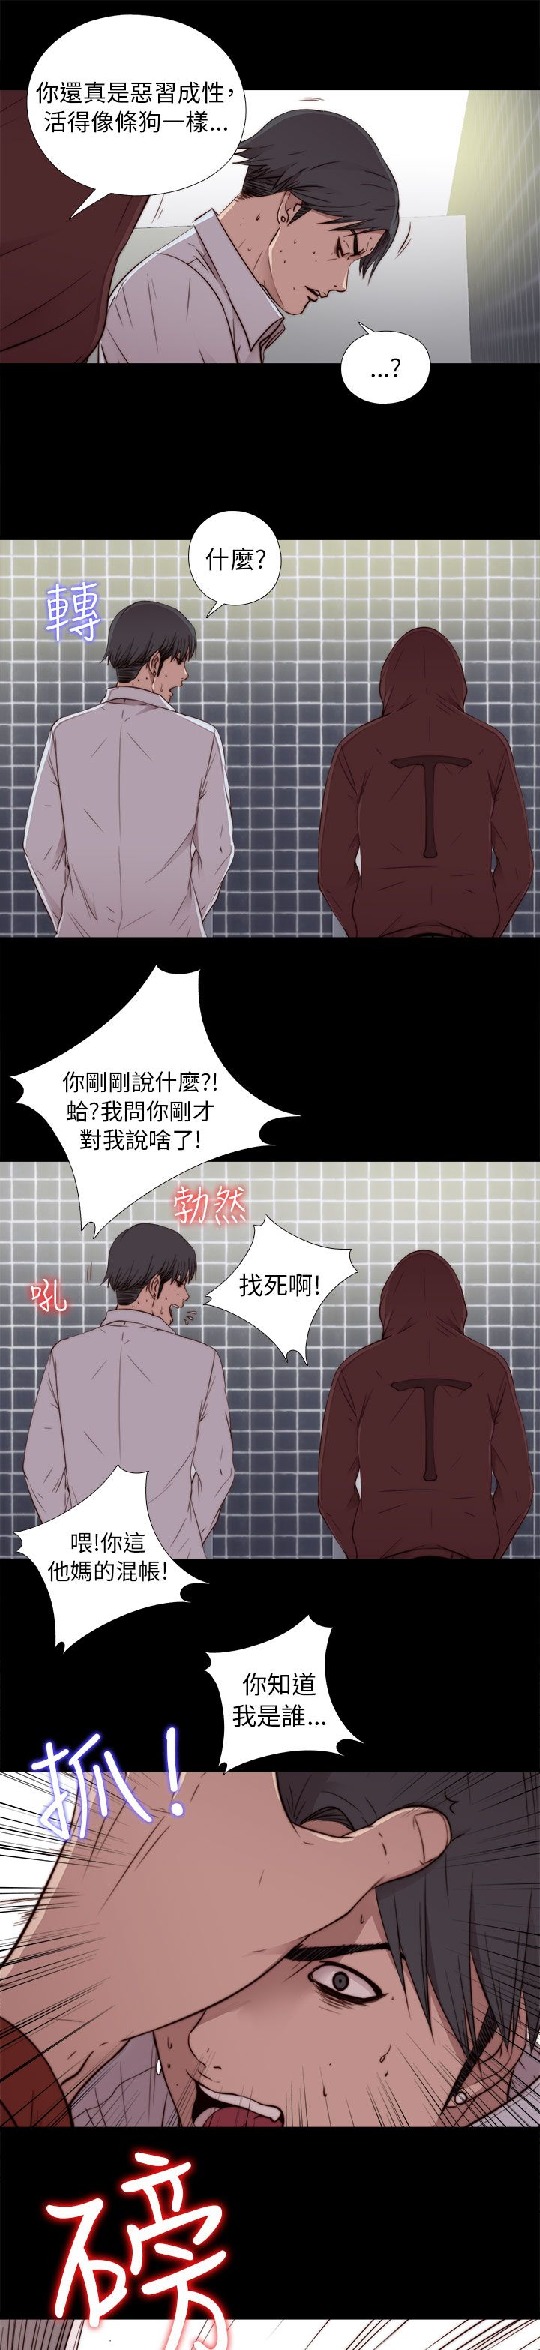 你還真是惡習成性,
活得像條狗一樣...
...?
什麼?
轉
你剛剛說什麼?!
蛤?我問你剛才
對我說啥了!
勃然
找死啊!
吼
喂!你這
他媽的混帳!
你知道
我是誰...
抓!
磅